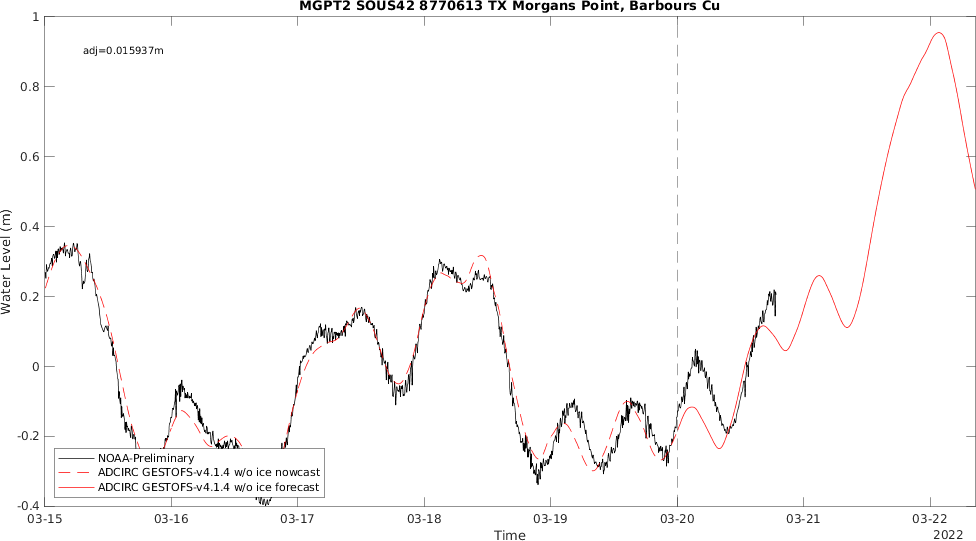 MGPT2 SOUS42 8770613 TX Morgans Point, Barbours Cu
adj=0.015937m
1
0.8
0.6
0.4
0.2
0
-0.2
-0.4
Water Level (m)
NOAA-Preliminary
ADCIRC GESTOFS-v4.1.4 w/o ice nowcast
ADCIRC GESTOFS-v4.1.4 w/o ice forecast
03-15 03-16 03-17 03-18 03-19 03-20 03-21 03-22
Time
2022